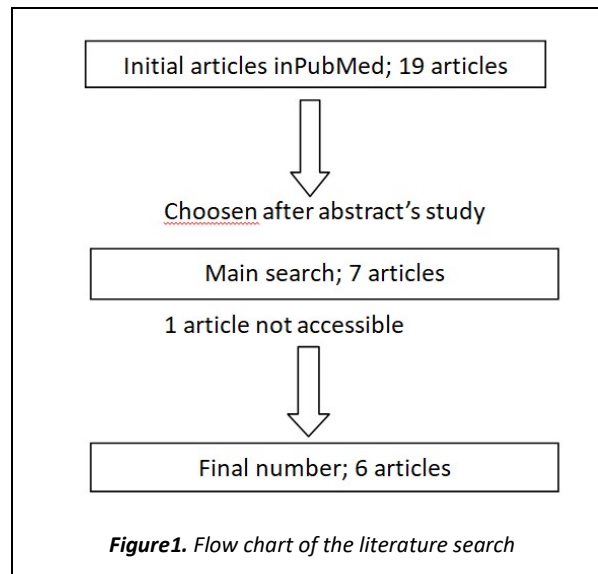 Initial articles inPubMed; 19 articles
Choosen after abstract’s study
Main search; 7 articles
1 article not accessible
Final number; 6 articles
Figure1. Flow chart of the literature search